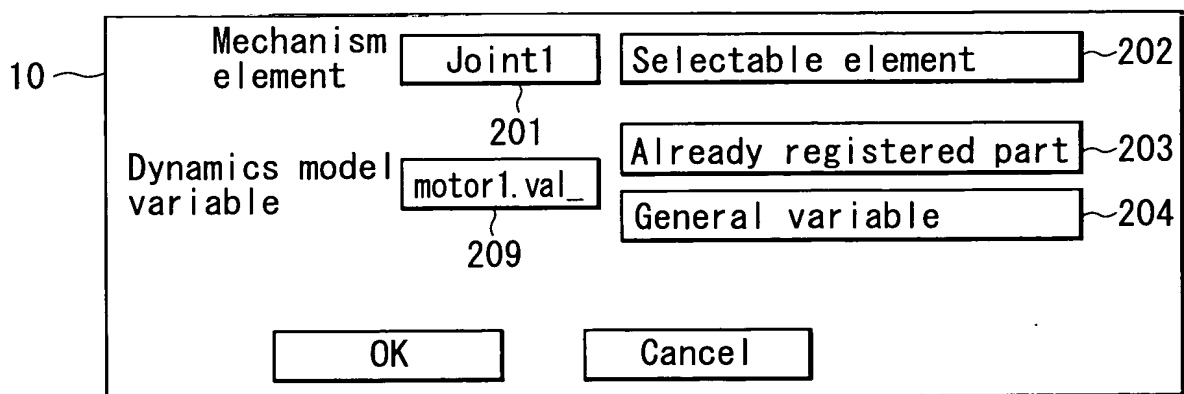 10
Mechanism
element
Joint1
Selectable element
202
201
Already registered part
203
Dynamics model
variable
motor1.val_
General variable
204
209
OK
Cancel